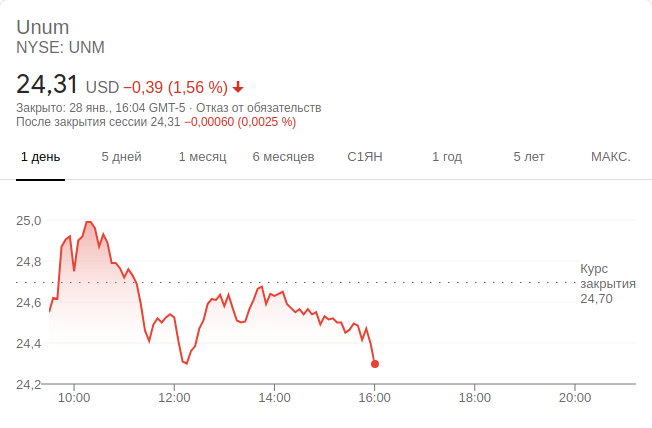 Unum
NYSE: UNM
24,31 USD −0,39 (1,56 %)
Закрыто: 28 янв., 16:04 GMT-5 · Отказ от обязательств
После закрытия сессии 24,31 −0,00060 (0,0025 %)
1 день 5 дней 1 месяц 6 месяцев С1ЯН 1 год 5 лет МАКС.
25,0
24,8
Курс
закрытия
24,70
24,6
24,4
24,2
10:00 12:00 14:00 16:00 18:00 20:00